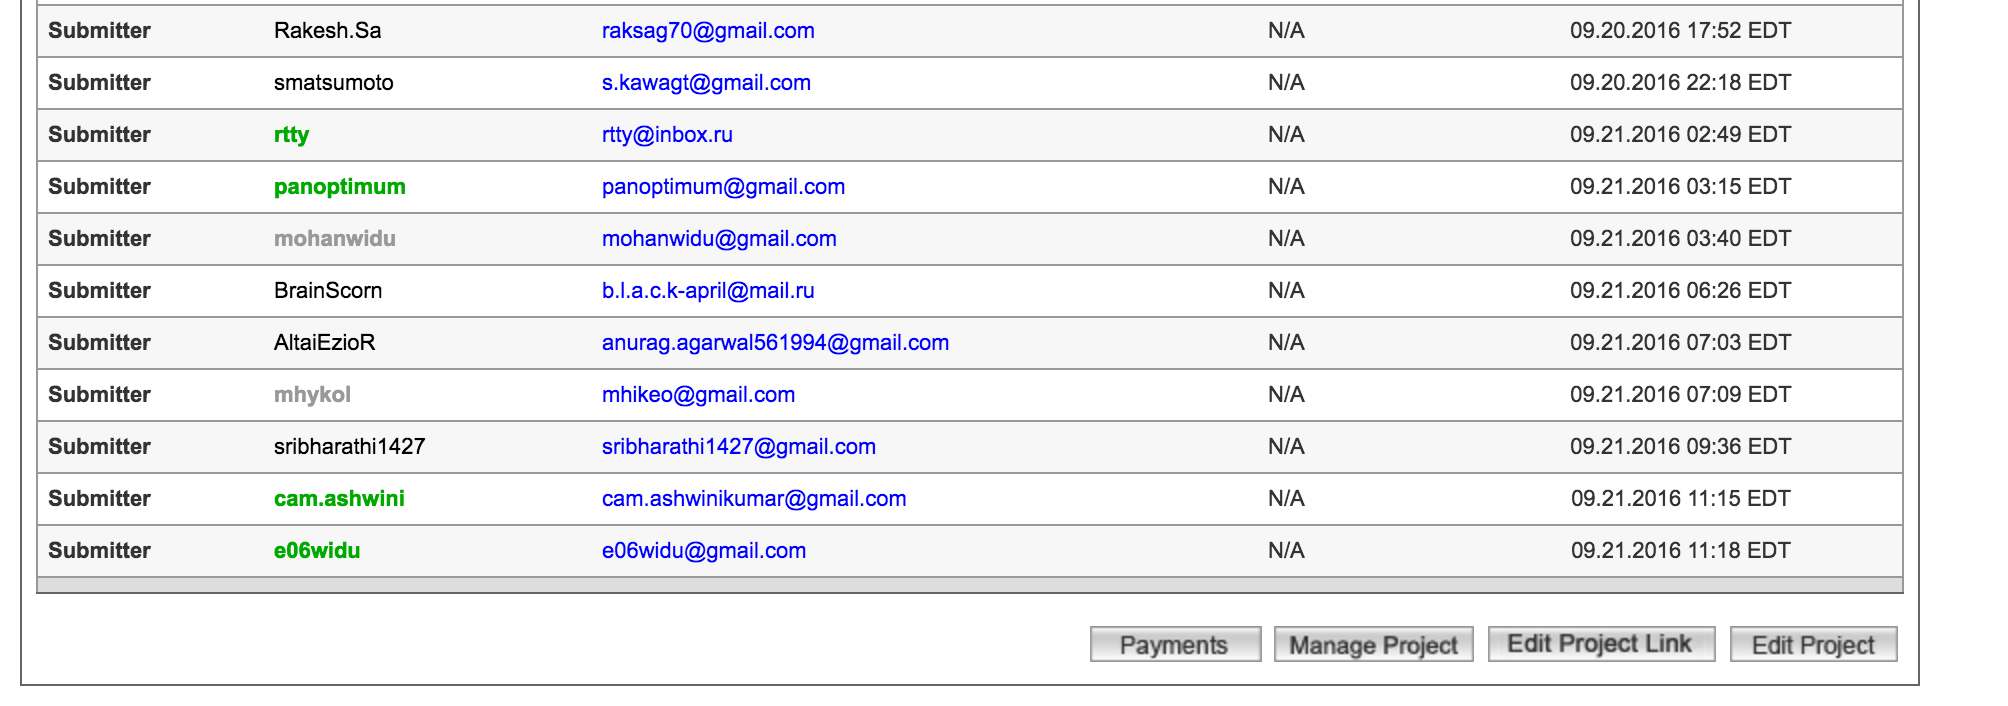 Submitter Rakesh.Sa raksag70@gmail.com N/A 09.20.2016 17:52 EDT
Submitter smatsumoto s.kawagt@gmail.com N/A 09.20.2016 22:18 EDT
Submitter rtty rtty@inbox.ru N/A 09.21.2016 02:49 EDT
Submitter panoptimum panoptimum@gmail.com N/A 09.21.2016 03:15 EDT
Submitter mohanwidu mohanwidu@gmail.com N/A 09.21.2016 03:40 EDT
Submitter BrainScorn b.l.a.c.k-april@mail.ru N/A 09.21.2016 06:26 EDT
Submitter AltaiEzioR anurag.agarwal561994@gmail.com N/A 09.21.2016 07:03 EDT
Submitter mhykol mhikeo@gmail.com N/A 09.21.2016 07:09 EDT
Submitter sribharathi1427 sribharathi1427@gmail.com N/A 09.21.2016 09:36 EDT
Submitter cam.ashwini cam.ashwinikumar@gmail.com N/A 09.21.2016 11:15 EDT
Submitter e06widu e06widu@gmail.com N/A 09.21.2016 11:18 EDT
Payments Manage Project Edit Project Link Edit Project